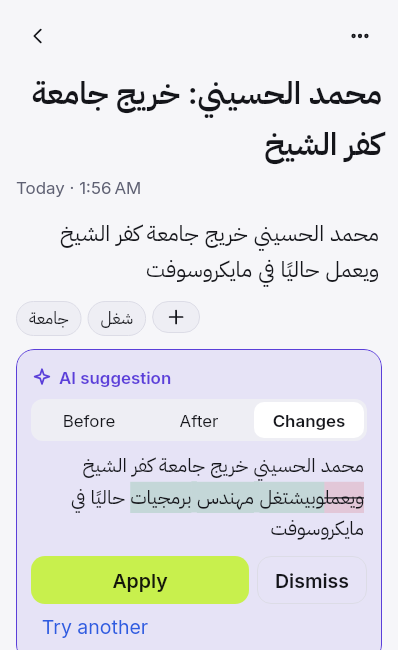 محمد الحسيني: خريج جامعة
كفر الشيخ
Today · 1:56 AM
محمد الحسيني خريج جامعة كفر الشيخ
ويعمل حاليًا في مايكروسوفت
جامعة شغل +
AI suggestion
Before After Changes
محمد الحسيني خريج جامعة كفر الشيخ
ويعملوبيشتغل مهندس برمجيات حاليًا في
مايكروسوفت
Apply Dismiss
Try another